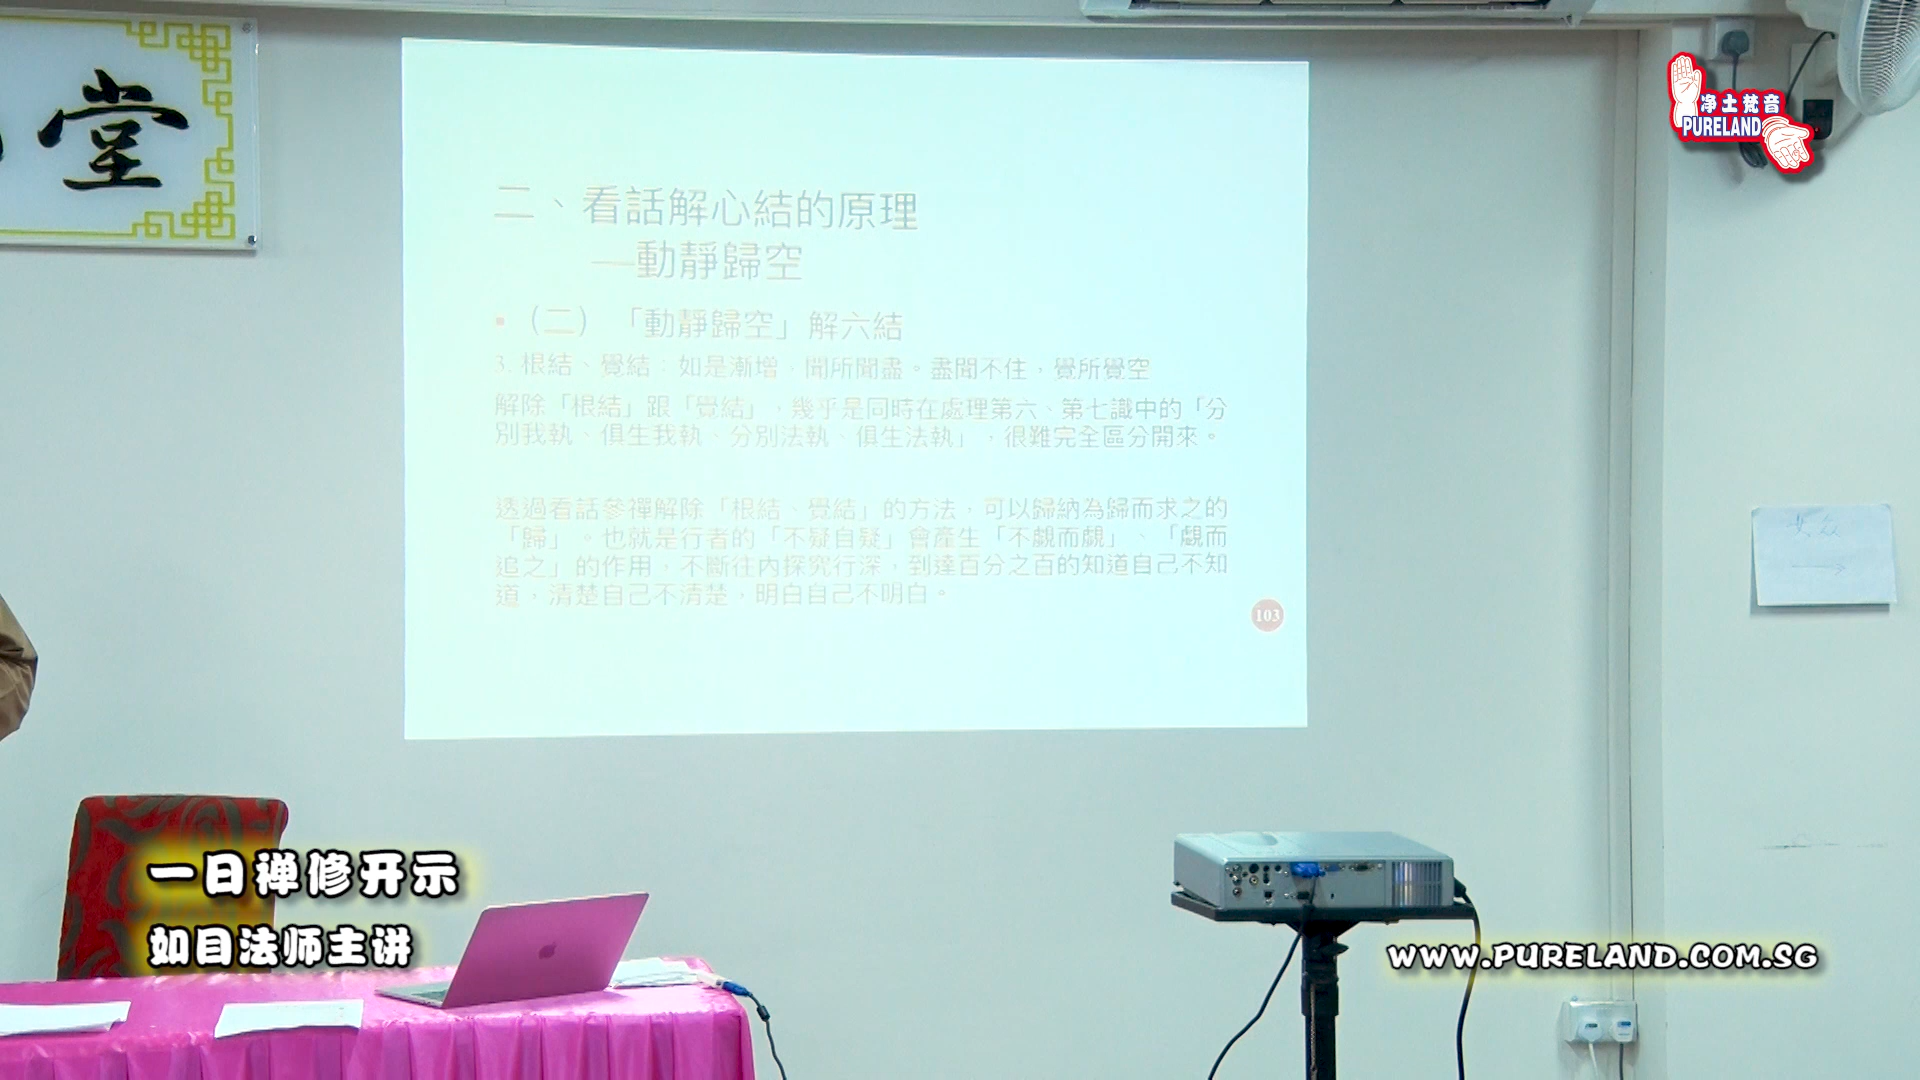 堂
净土梵音
PURELAND
二、看話解心結的原理
—動靜歸空
▪（二）「動靜歸空」解六結
3. 根結、覺結：如是漸增，聞所聞盡。盡聞不住，覺所覺空
解除「根結」跟「覺結」，幾乎是同時在處理第六、第七識中的「分
別我執、俱生我執、分別法執、俱生法執」，很難完全區分開來。
透過看話參禪解除「根結、覺結」的方法，可以歸納為歸而求之的
「歸」。也就是行者的「不疑自疑」會產生「不覷而覷」、「覷而
追之」的作用，不斷往內探究行深，到達百分之百的知道自己不知
道，清楚自己不清楚，明白自己不明白。
103
一日禅修开示
如目法师主讲
WWW.PURELAND.COM.SG